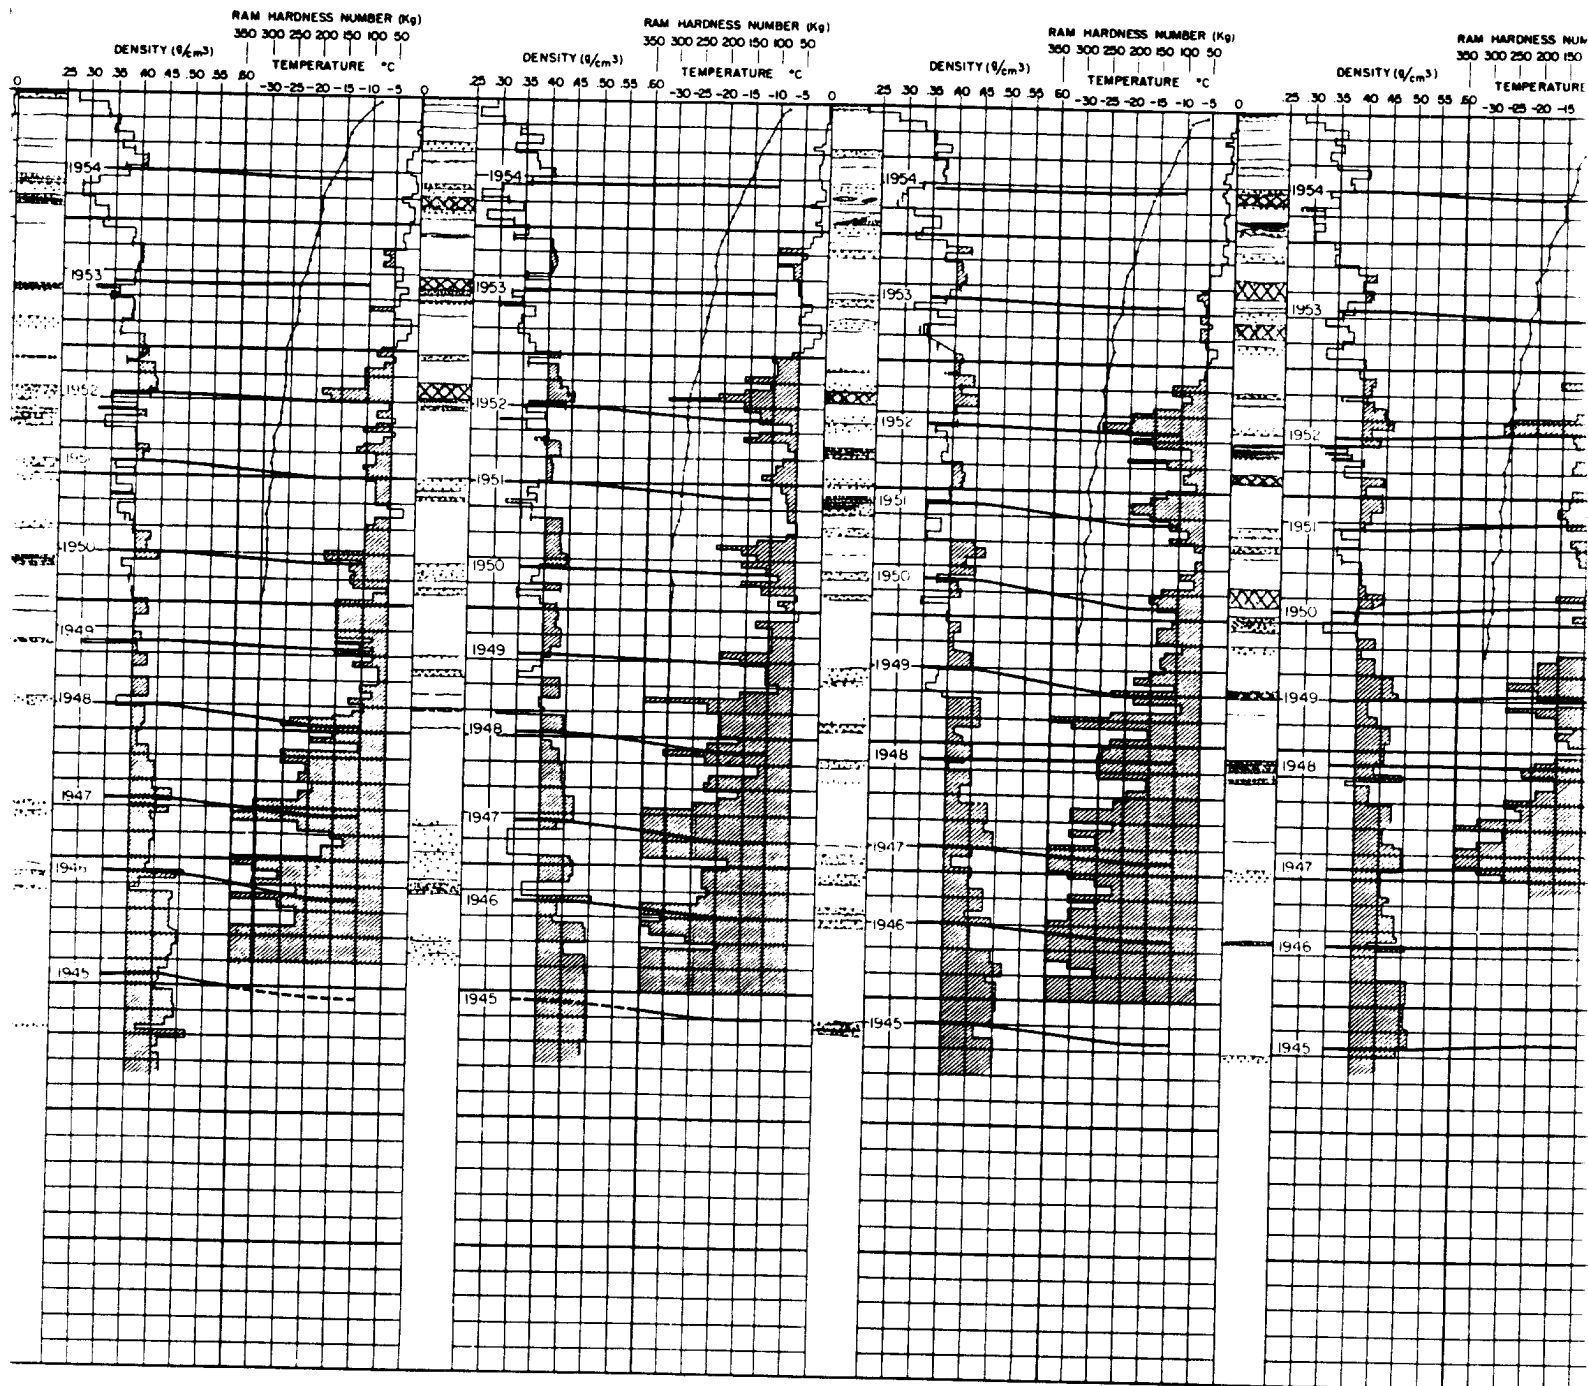 RAM HARDNESS NUMBER (Kg)
350 300 250 200 150 100 50
DENSITY (g/cm3)
TEMPERATURE °C
0 .25 .30 .35 .40 .45 .50 .55 .60 -30 -25 -20 -15 -10 -5
1954
1953
1952
195
1950
1949
1948
1947
1946
1945
RAM HARDNESS NUMBER (Kg)
350 300 250 200 150 100 50
DENSITY (g/cm3)
TEMPERATURE °C
0 .25 .30 .35 .40 .45 .50 .55 .60 -30 -25 -20 -15 -10 -5
1954
1953
1952
1951
1950
1949
1948
1947
1946
1945
RAM HARDNESS NUMBER (Kg)
350 300 250 200 150 100 50
DENSITY (g/cm3)
TEMPERATURE °C
0 .25 .30 .35 .40 .45 .50 .55 .60 -30 -25 -20 -15 -10 -5
1954
1953
1952
1951
1950
1949
1948
1947
1946
1945
RAM HARDNESS NUM
350 300 250 200 150
DENSITY (g/cm3)
TEMPERATURE
0 .25 .30 .35 .40 .45 .50 .55 .60 -30 -25 -20 -15
1954
1953
1952
1951
1950
1949
1948
1947
1946
1945